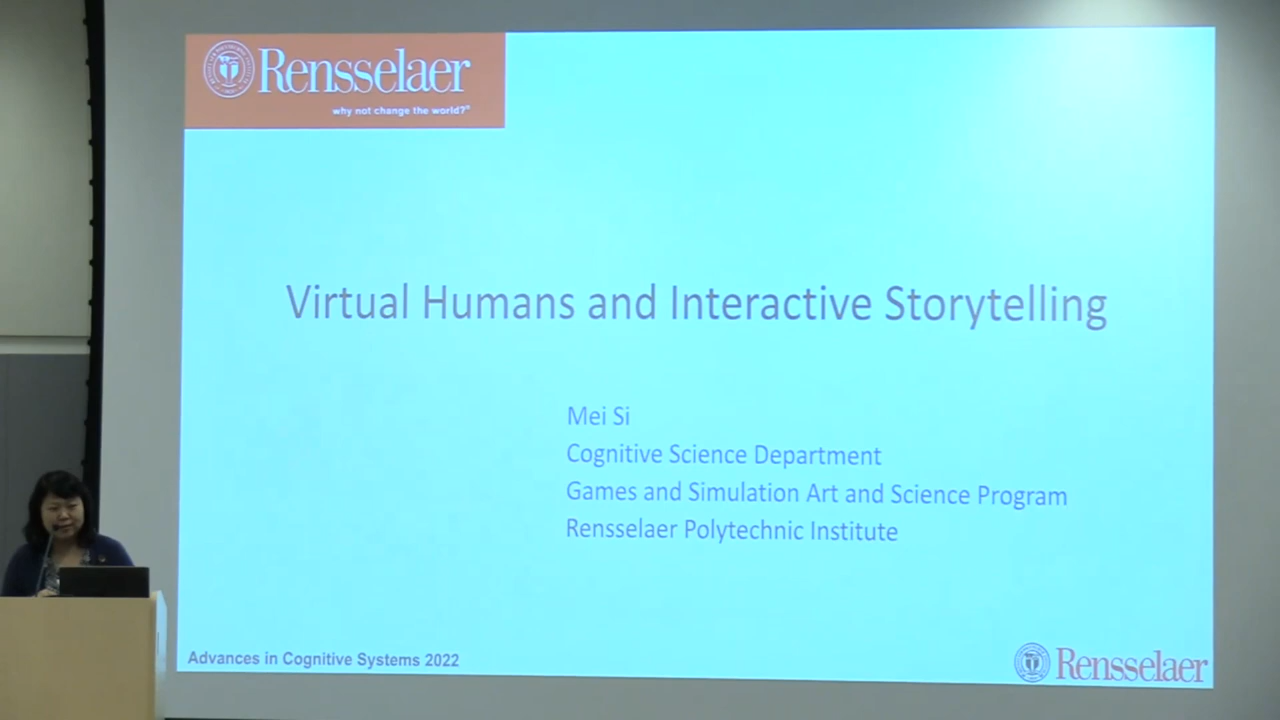 Rensselaer
why not change the world?®
Virtual Humans and Interactive Storytelling
Mei Si
Cognitive Science Department
Games and Simulation Art and Science Program
Rensselaer Polytechnic Institute
Advances in Cognitive Systems 2022
Rensselaer